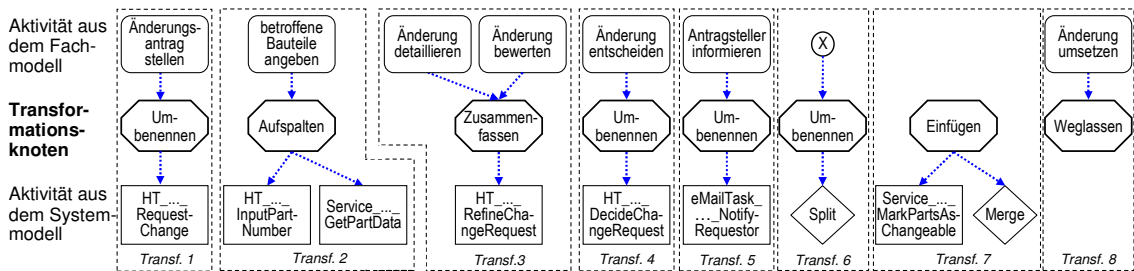 Aktivität aus
dem Fach-
modell
Änderungs-
antrag
stellen
betroffene
Bauteile
angeben
Änderung
detaillieren
Änderung
bewerten
Änderung
entscheiden
Antragsteller
informieren
X
Änderung
umsetzen
Transfor-
mations-
knoten
Um-
benennen
Aufspalten
Zusammen-
fassen
Um-
benennen
Um-
benennen
Um-
benennen
Einfügen
Weglassen
Aktivität aus
dem System-
modell
HT_..._
Request-
Change
HT_..._
InputPart-
Number
Service_..._
GetPartData
HT_..._
RefineCha-
ngeRequest
HT_..._
DecideCha-
ngeRequest
eMailTask_
..._Notify-
Requestor
Split
Service_..._
MarkPartsAs-
Changeable
Merge
Transf. 1
Transf. 2
Transf.3
Transf. 4
Transf. 5
Transf. 6
Transf. 7
Transf. 8